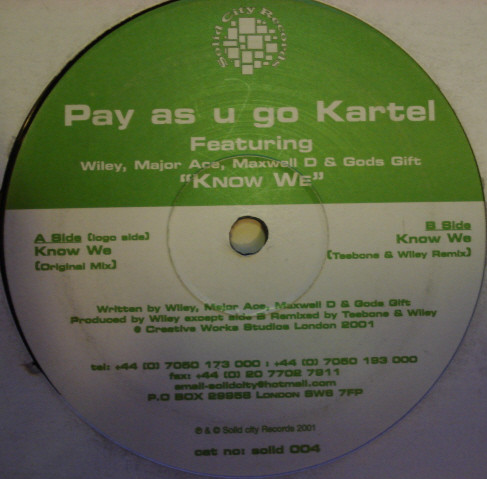 Solid City Records
Pay as u go Kartel
Featuring
Wiley, Major Ace, Maxwell D & Gods Gift
"Know We"
A Side (logo side)
Know We
(Original Mix)
B Side
Know We
(Teebone & Wiley Remix)
Written by Wiley, Major Ace, Maxwell D & Gods Gift
Produced by Wiley except side B Remixed by Teebone & Wiley
@ Creative Works Studios London 2001
tel: +44 (0) 7050 173 000 : +44 (0) 7050 193 000
fax: +44 (0) 20 7702 7911
email-solidcity@hotmail.com
P.O BOX 29958 London SW6 7FP
℗ & © Solid city Records 2001
cat no: solid 004